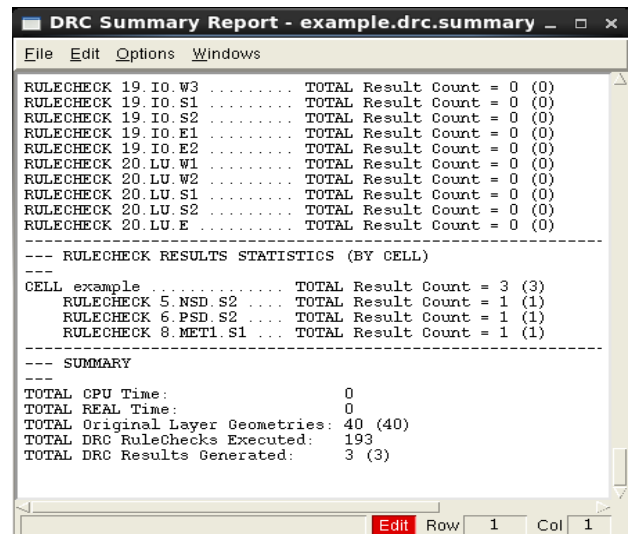 DRC Summary Report - example.drc.summary
File Edit Options Windows
RULECHECK 19.IO.W3 ......... TOTAL Result Count = 0 (0)
RULECHECK 19.IO.S1 ......... TOTAL Result Count = 0 (0)
RULECHECK 19.IO.S2 ......... TOTAL Result Count = 0 (0)
RULECHECK 19.IO.E1 ......... TOTAL Result Count = 0 (0)
RULECHECK 19.IO.E2 ......... TOTAL Result Count = 0 (0)
RULECHECK 20.LU.W1 ......... TOTAL Result Count = 0 (0)
RULECHECK 20.LU.W2 ......... TOTAL Result Count = 0 (0)
RULECHECK 20.LU.S1 ......... TOTAL Result Count = 0 (0)
RULECHECK 20.LU.S2 ......... TOTAL Result Count = 0 (0)
RULECHECK 20.LU.E .......... TOTAL Result Count = 0 (0)
----------------------------------------------------------------------
--- RULECHECK RESULTS STATISTICS (BY CELL)
---
CELL example .............. TOTAL Result Count = 3 (3)
RULECHECK 5.NSD.S2 .... TOTAL Result Count = 1 (1)
RULECHECK 6.PSD.S2 .... TOTAL Result Count = 1 (1)
RULECHECK 8.MET1.S1 ... TOTAL Result Count = 1 (1)
----------------------------------------------------------------------
--- SUMMARY
---
TOTAL CPU Time: 0
TOTAL REAL Time: 0
TOTAL Original Layer Geometries: 40 (40)
TOTAL DRC RuleChecks Executed: 193
TOTAL DRC Results Generated: 3 (3)
Edit Row 1 Col 1